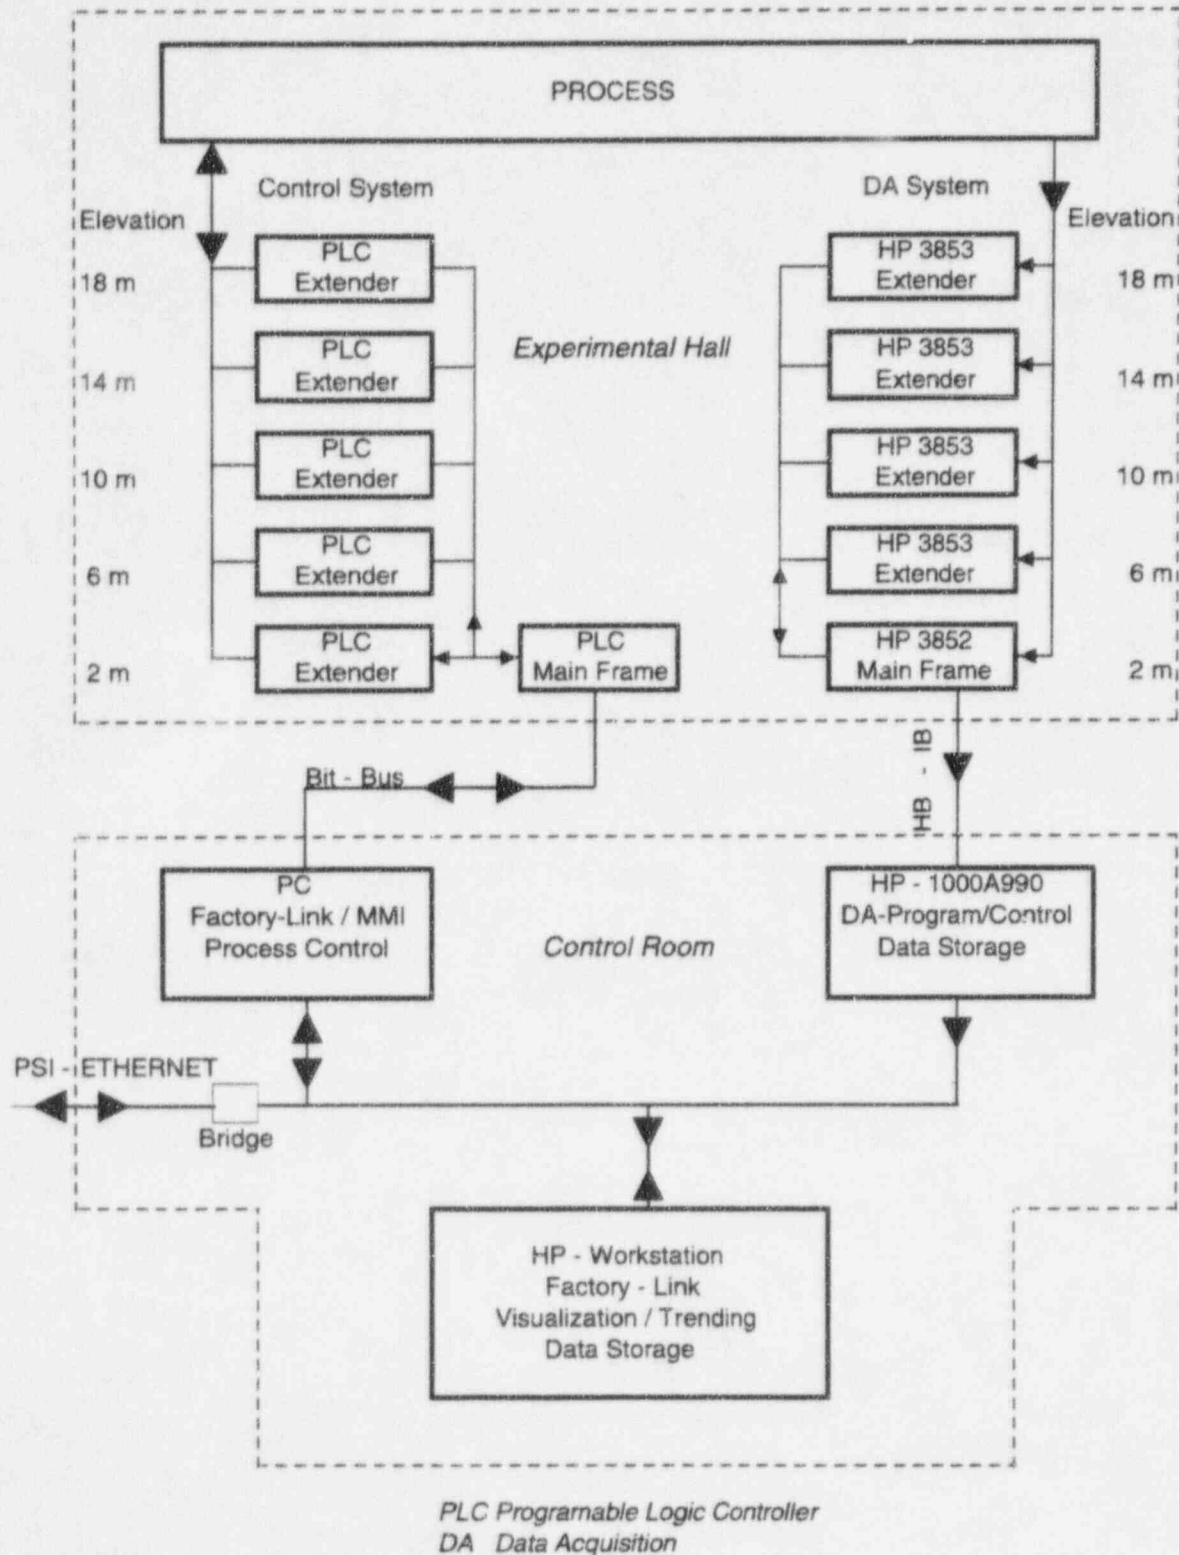 PROCESS
Control System
DA System
Elevation
Elevation
PLC
Extender
HP 3853
Extender
18 m
18 m
PLC
Extender
Experimental Hall
HP 3853
Extender
14 m
14 m
PLC
Extender
HP 3853
Extender
10 m
10 m
PLC
Extender
HP 3853
Extender
6 m
6 m
PLC
Extender
PLC
Main Frame
HP 3852
Main Frame
2 m
2 m
Bit - Bus
HB - IB
PC
Factory-Link / MMI
Process Control
Control Room
HP - 1000A990
DA-Program/Control
Data Storage
PSI - ETHERNET
Bridge
HP - Workstation
Factory - Link
Visualization / Trending
Data Storage
PLC Programable Logic Controller
DA Data Acquisition